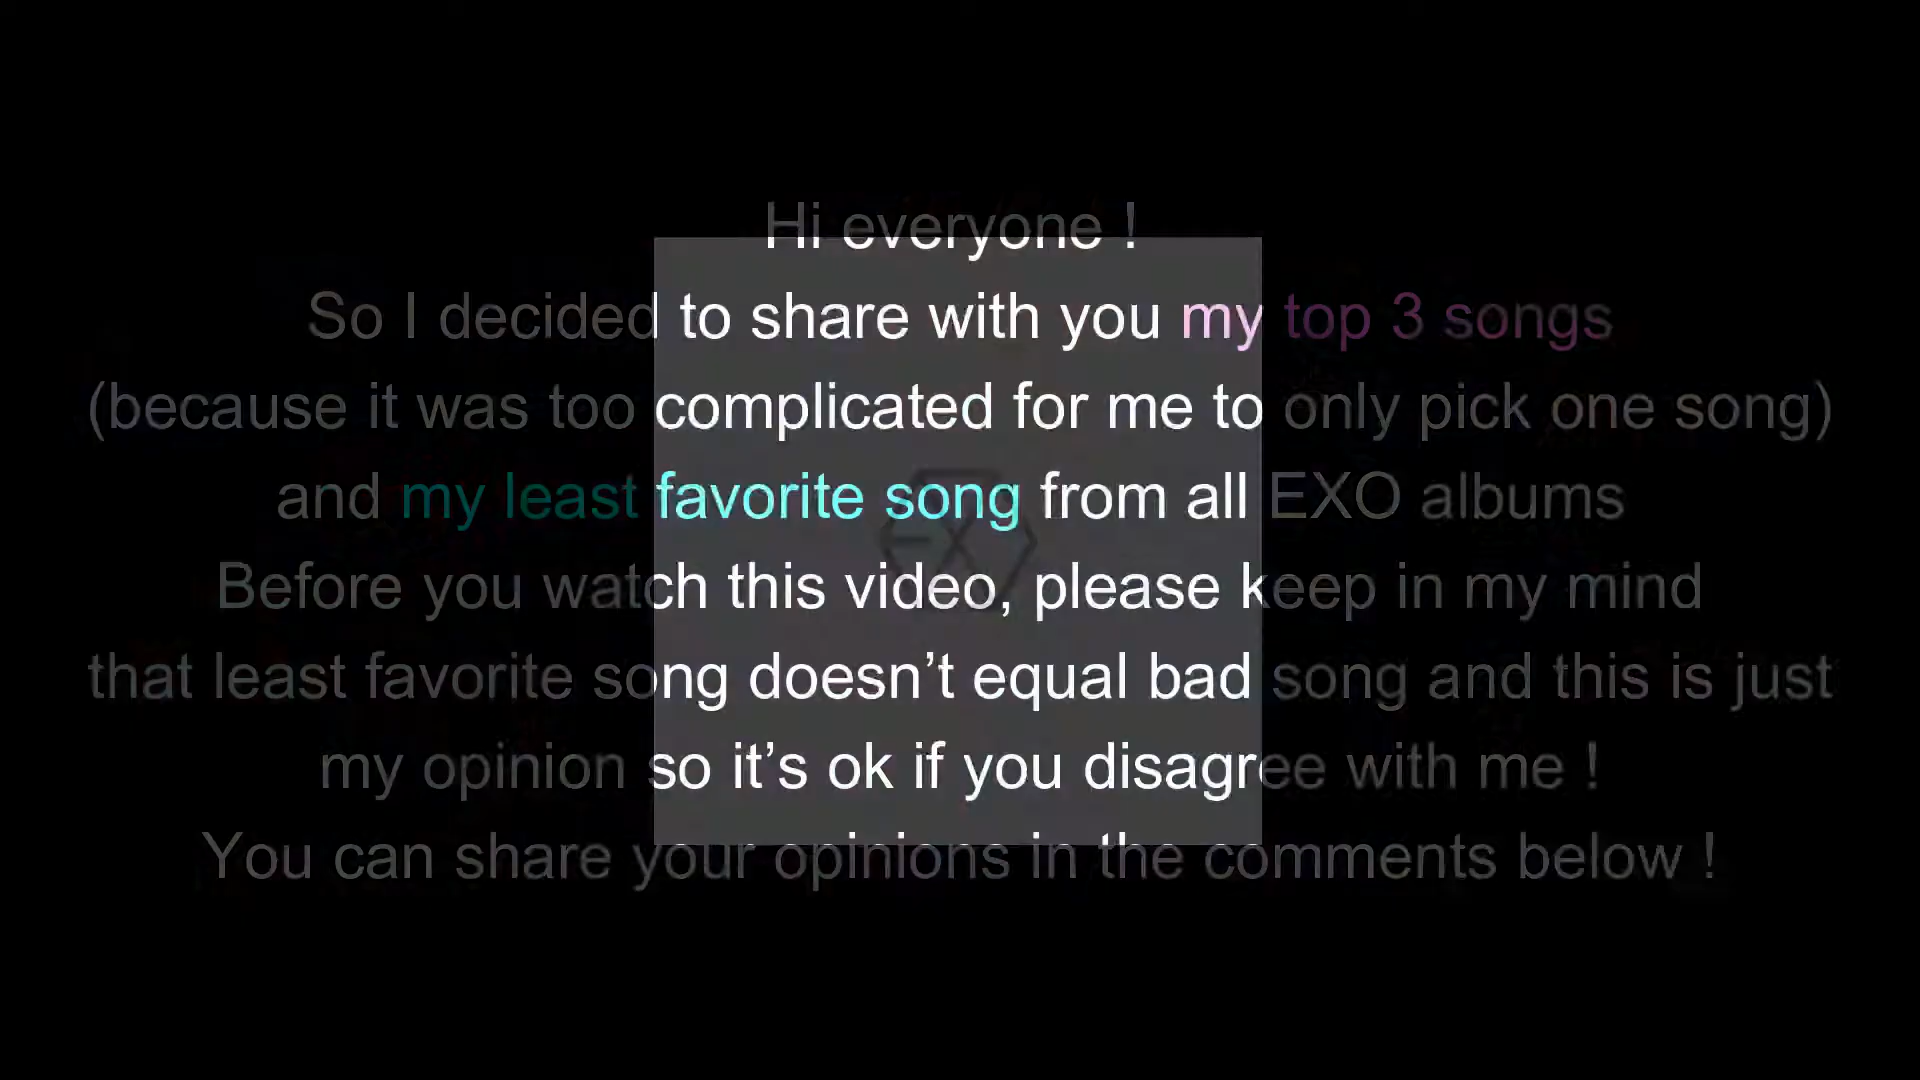 Hi everyone !
So I decided to share with you my top 3 songs
(because it was too complicated for me to only pick one song)
and my least favorite song from all EXO albums
Before you watch this video, please keep in my mind
that least favorite song doesn’t equal bad song and this is just
my opinion so it’s ok if you disagree with me !
You can share your opinions in the comments below !